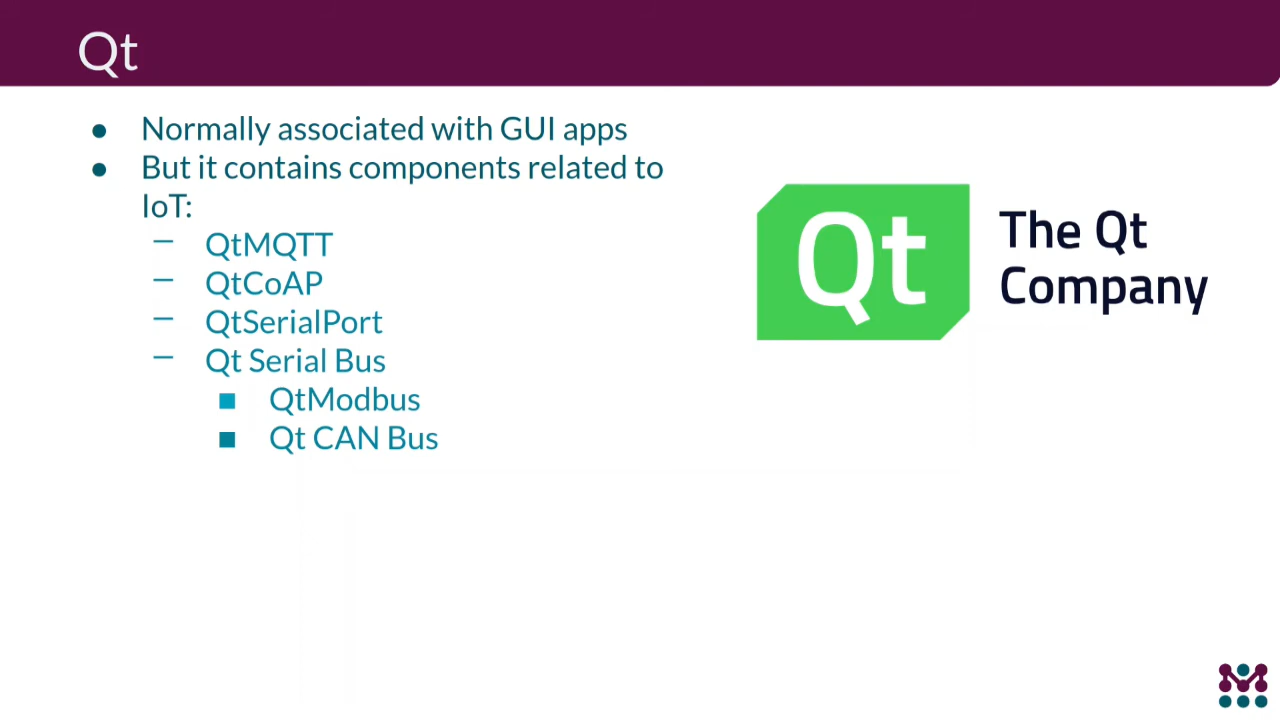 Qt
● Normally associated with GUI apps
● But it contains components related to
IoT:
– QtMQTT
– QtCoAP
– QtSerialPort
– Qt Serial Bus
■ QtModbus
■ Qt CAN Bus
Qt
The Qt
Company